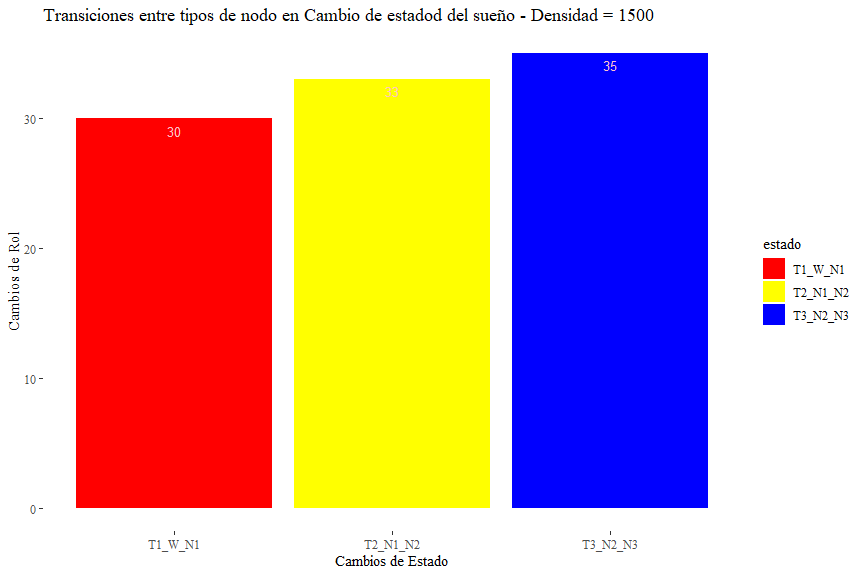 Transiciones entre tipos de nodo en Cambio de estadod del sueño - Densidad = 1500
35
33
30
30
20
10
0
Cambios de Rol
estado
T1_W_N1
T2_N1_N2
T3_N2_N3
T1_W_N1
T2_N1_N2
T3_N2_N3
Cambios de Estado